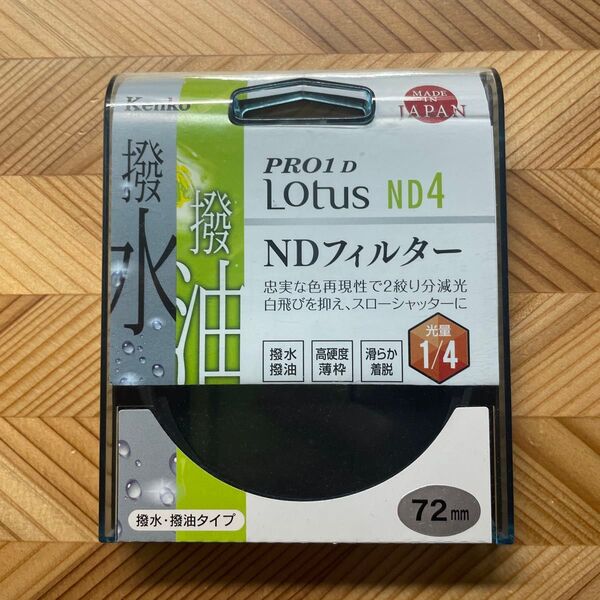 Kenko
MADE IN
JAPAN
撥水
撥油
PRO1D
Lotus ND4
NDフィルター
忠実な色再現性で2絞り分減光
白飛びを抑え、スローシャッターに
撥水
撥油
高硬度
薄枠
滑らか
着脱
光量
1/4
撥水・撥油タイプ
72mm